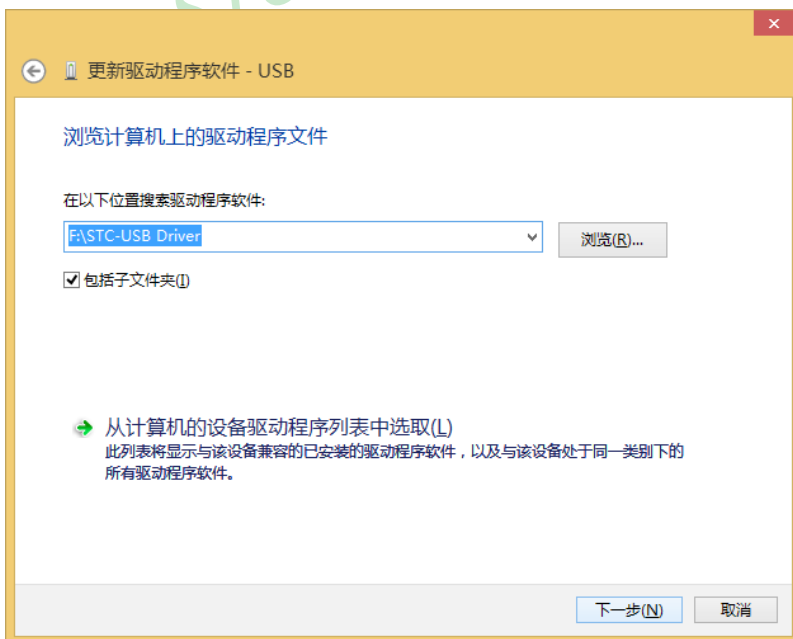 更新驱动程序软件 - USB
浏览计算机上的驱动程序文件
在以下位置搜索驱动程序软件:
F:\STC-USB Driver
浏览(R)...
包括子文件夹(I)
从计算机的设备驱动程序列表中选取(L)
此列表将显示与该设备兼容的已安装的驱动程序软件，以及与该设备处于同一类别下的
所有驱动程序软件。
下一步(N)
取消